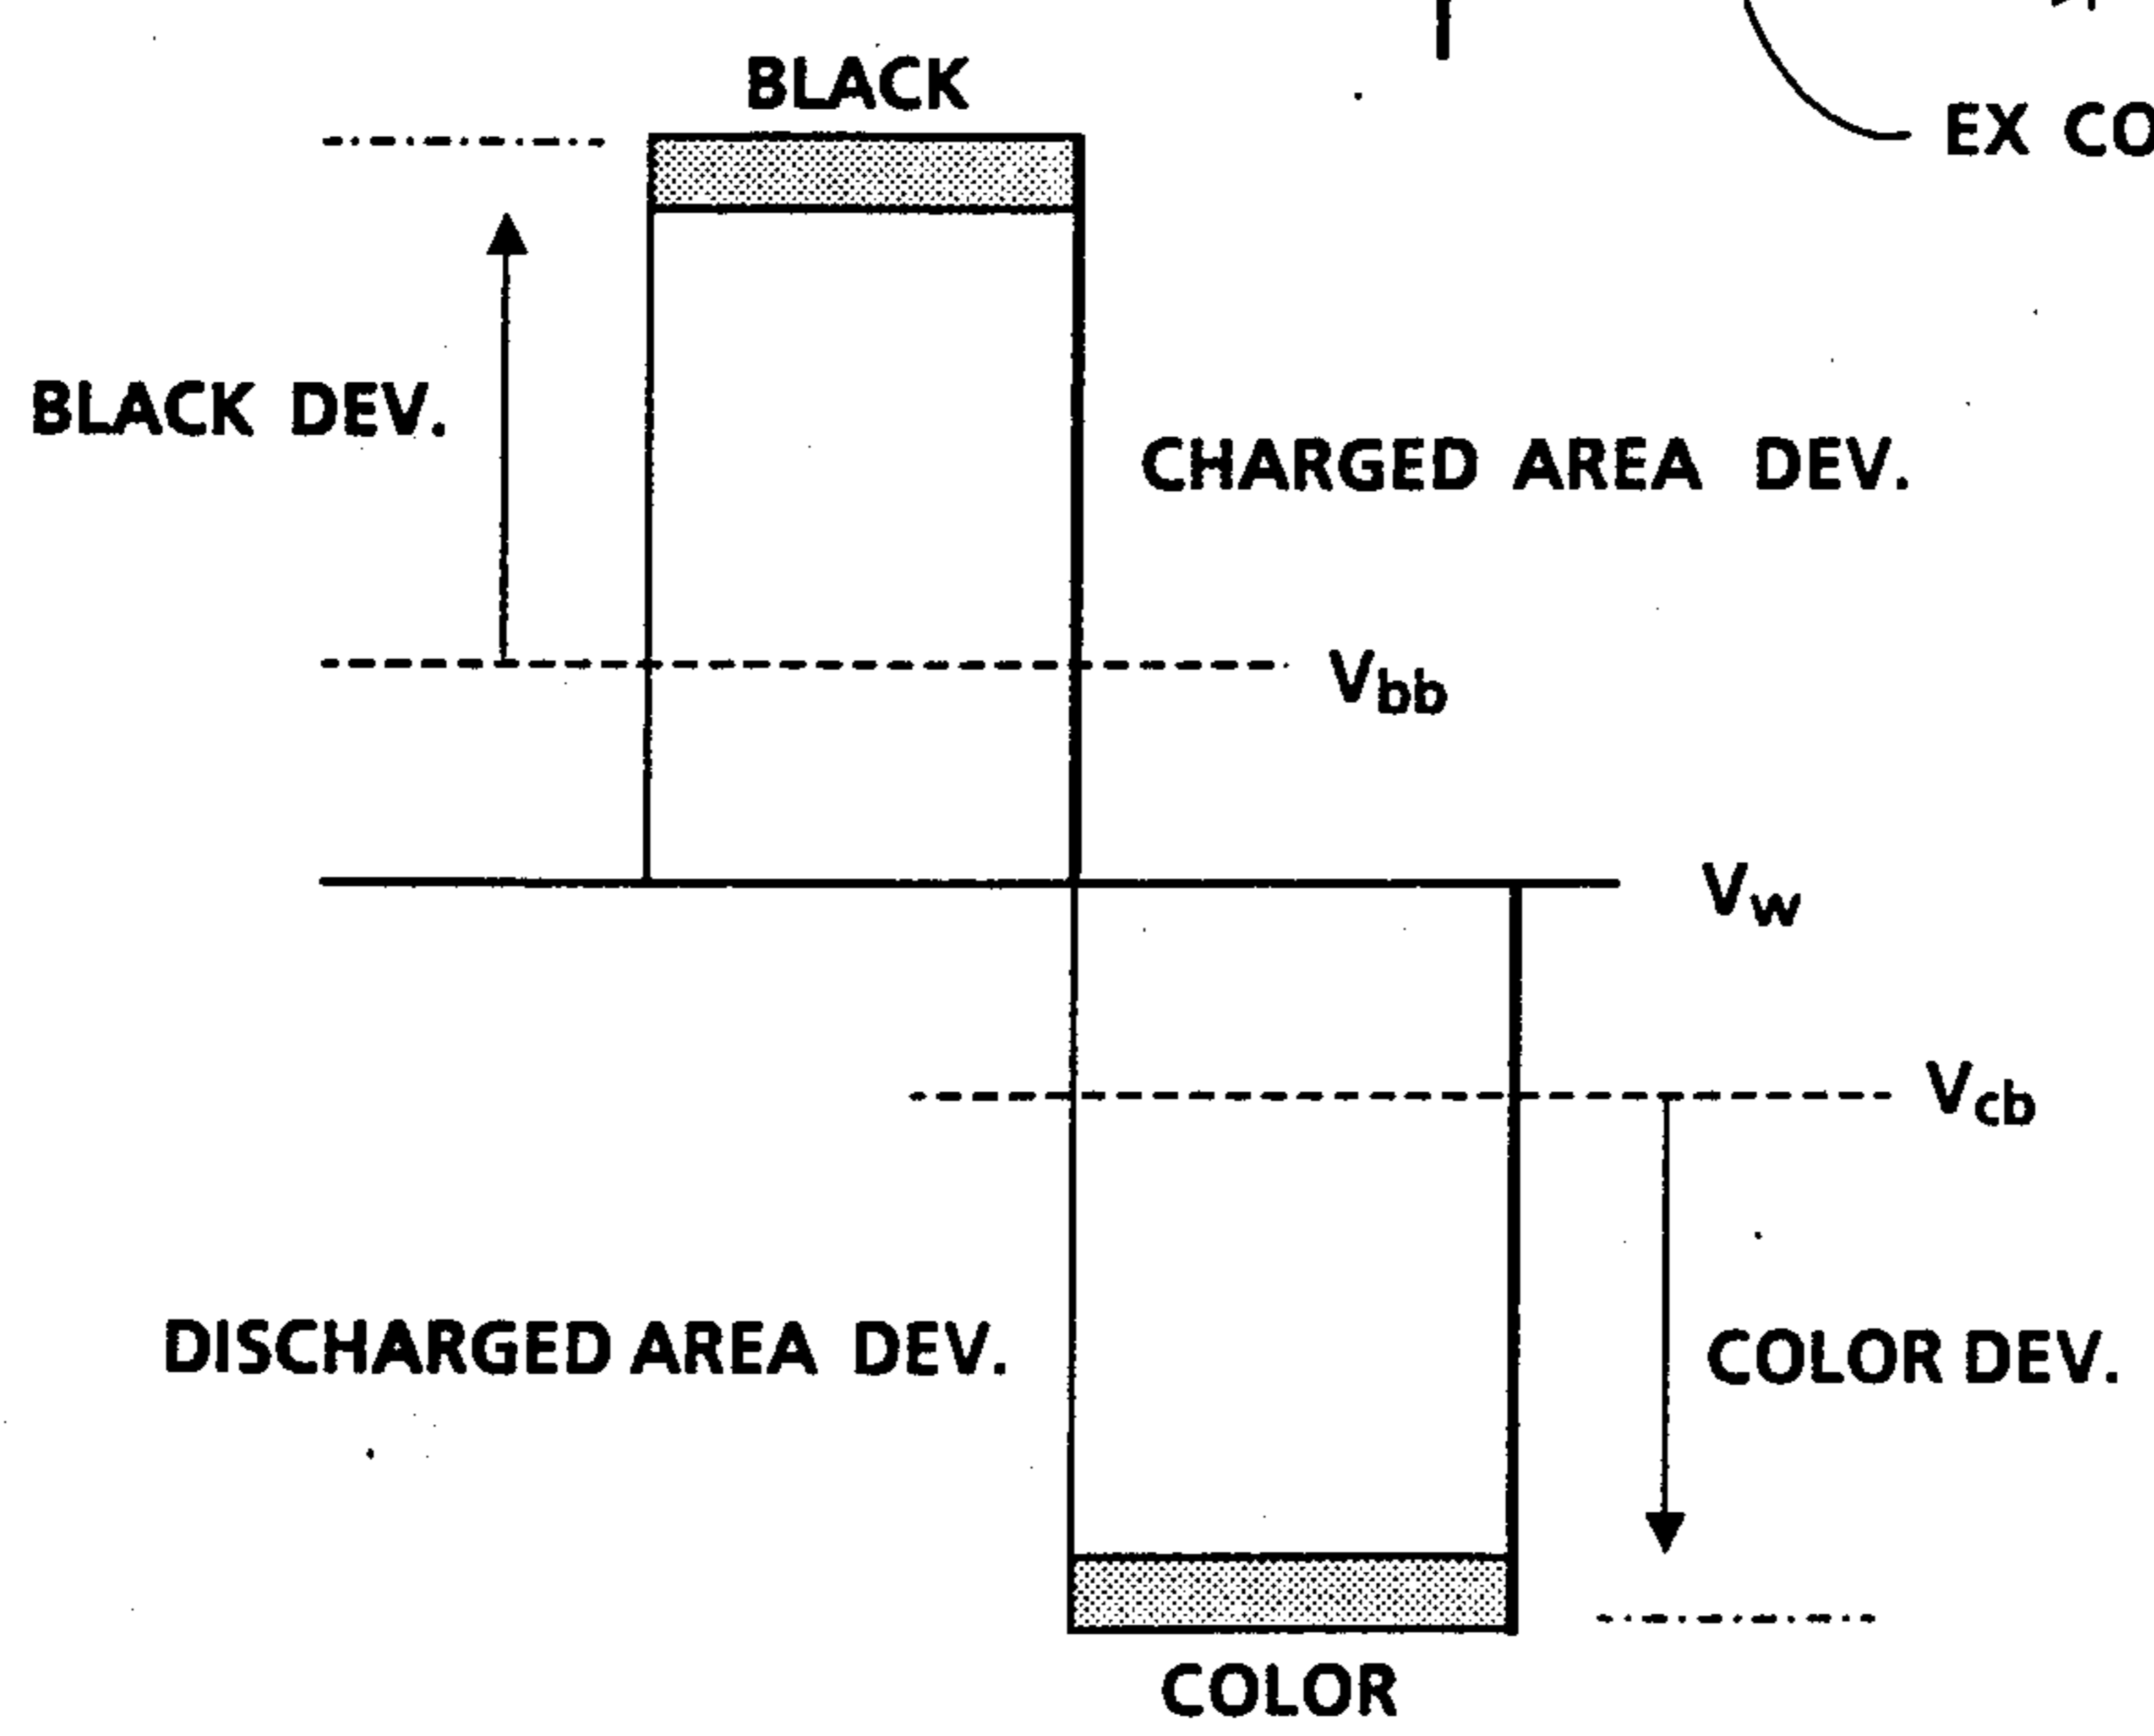 BLACK
EX CO
BLACK DEV.
CHARGED AREA DEV.
Vbb
Vw
Vcb
DISCHARGED AREA DEV.
COLOR DEV.
COLOR